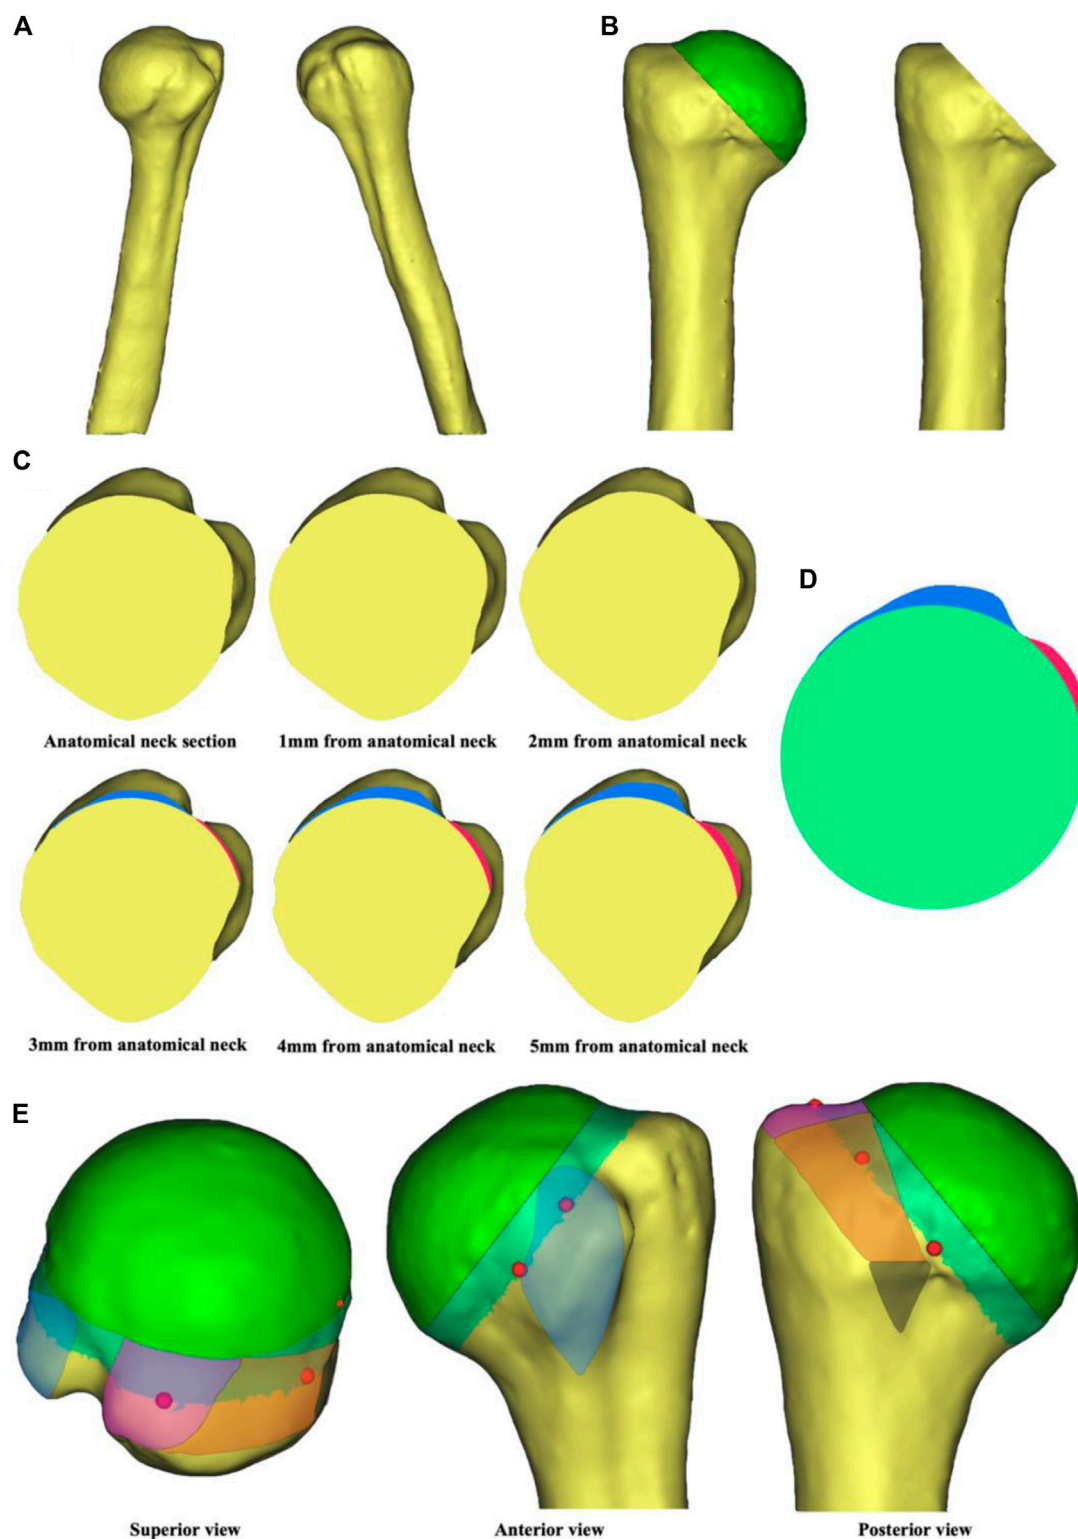 A
B
C
Anatomical neck section
1mm from anatomical neck
2mm from anatomical neck
D
3mm from anatomical neck
4mm from anatomical neck
5mm from anatomical neck
E
Superior view
Anterior view
Posterior view